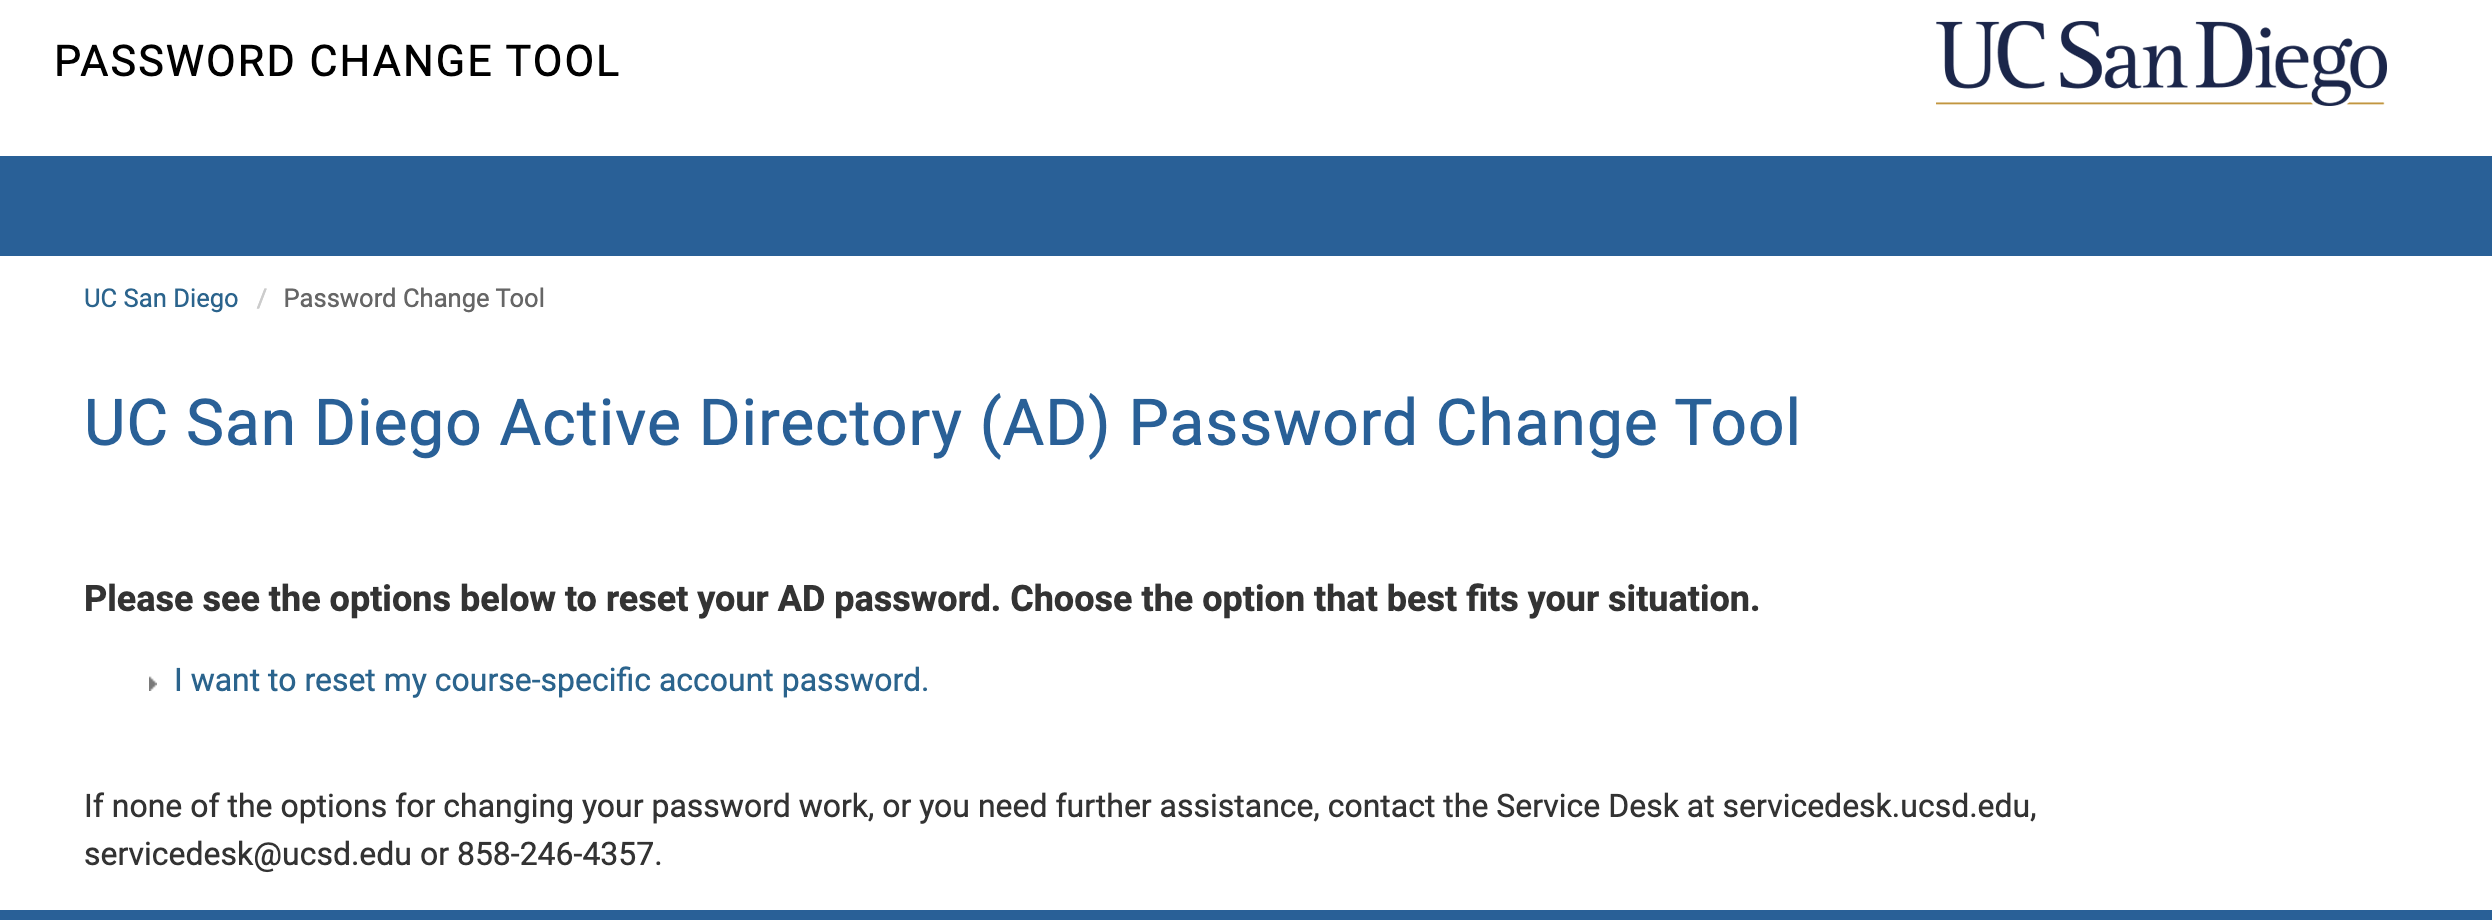 PASSWORD CHANGE TOOL
UC San Diego
UC San Diego / Password Change Tool
UC San Diego Active Directory (AD) Password Change Tool
Please see the options below to reset your AD password. Choose the option that best fits your situation.
I want to reset my course-specific account password.
If none of the options for changing your password work, or you need further assistance, contact the Service Desk at servicedesk.ucsd.edu,
servicedesk@ucsd.edu or 858-246-4357.